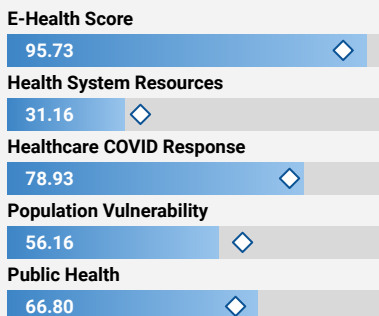 E-Health Score
95.73
Health System Resources
31.16
Healthcare COVID Response
78.93
Population Vulnerability
56.16
Public Health
66.80